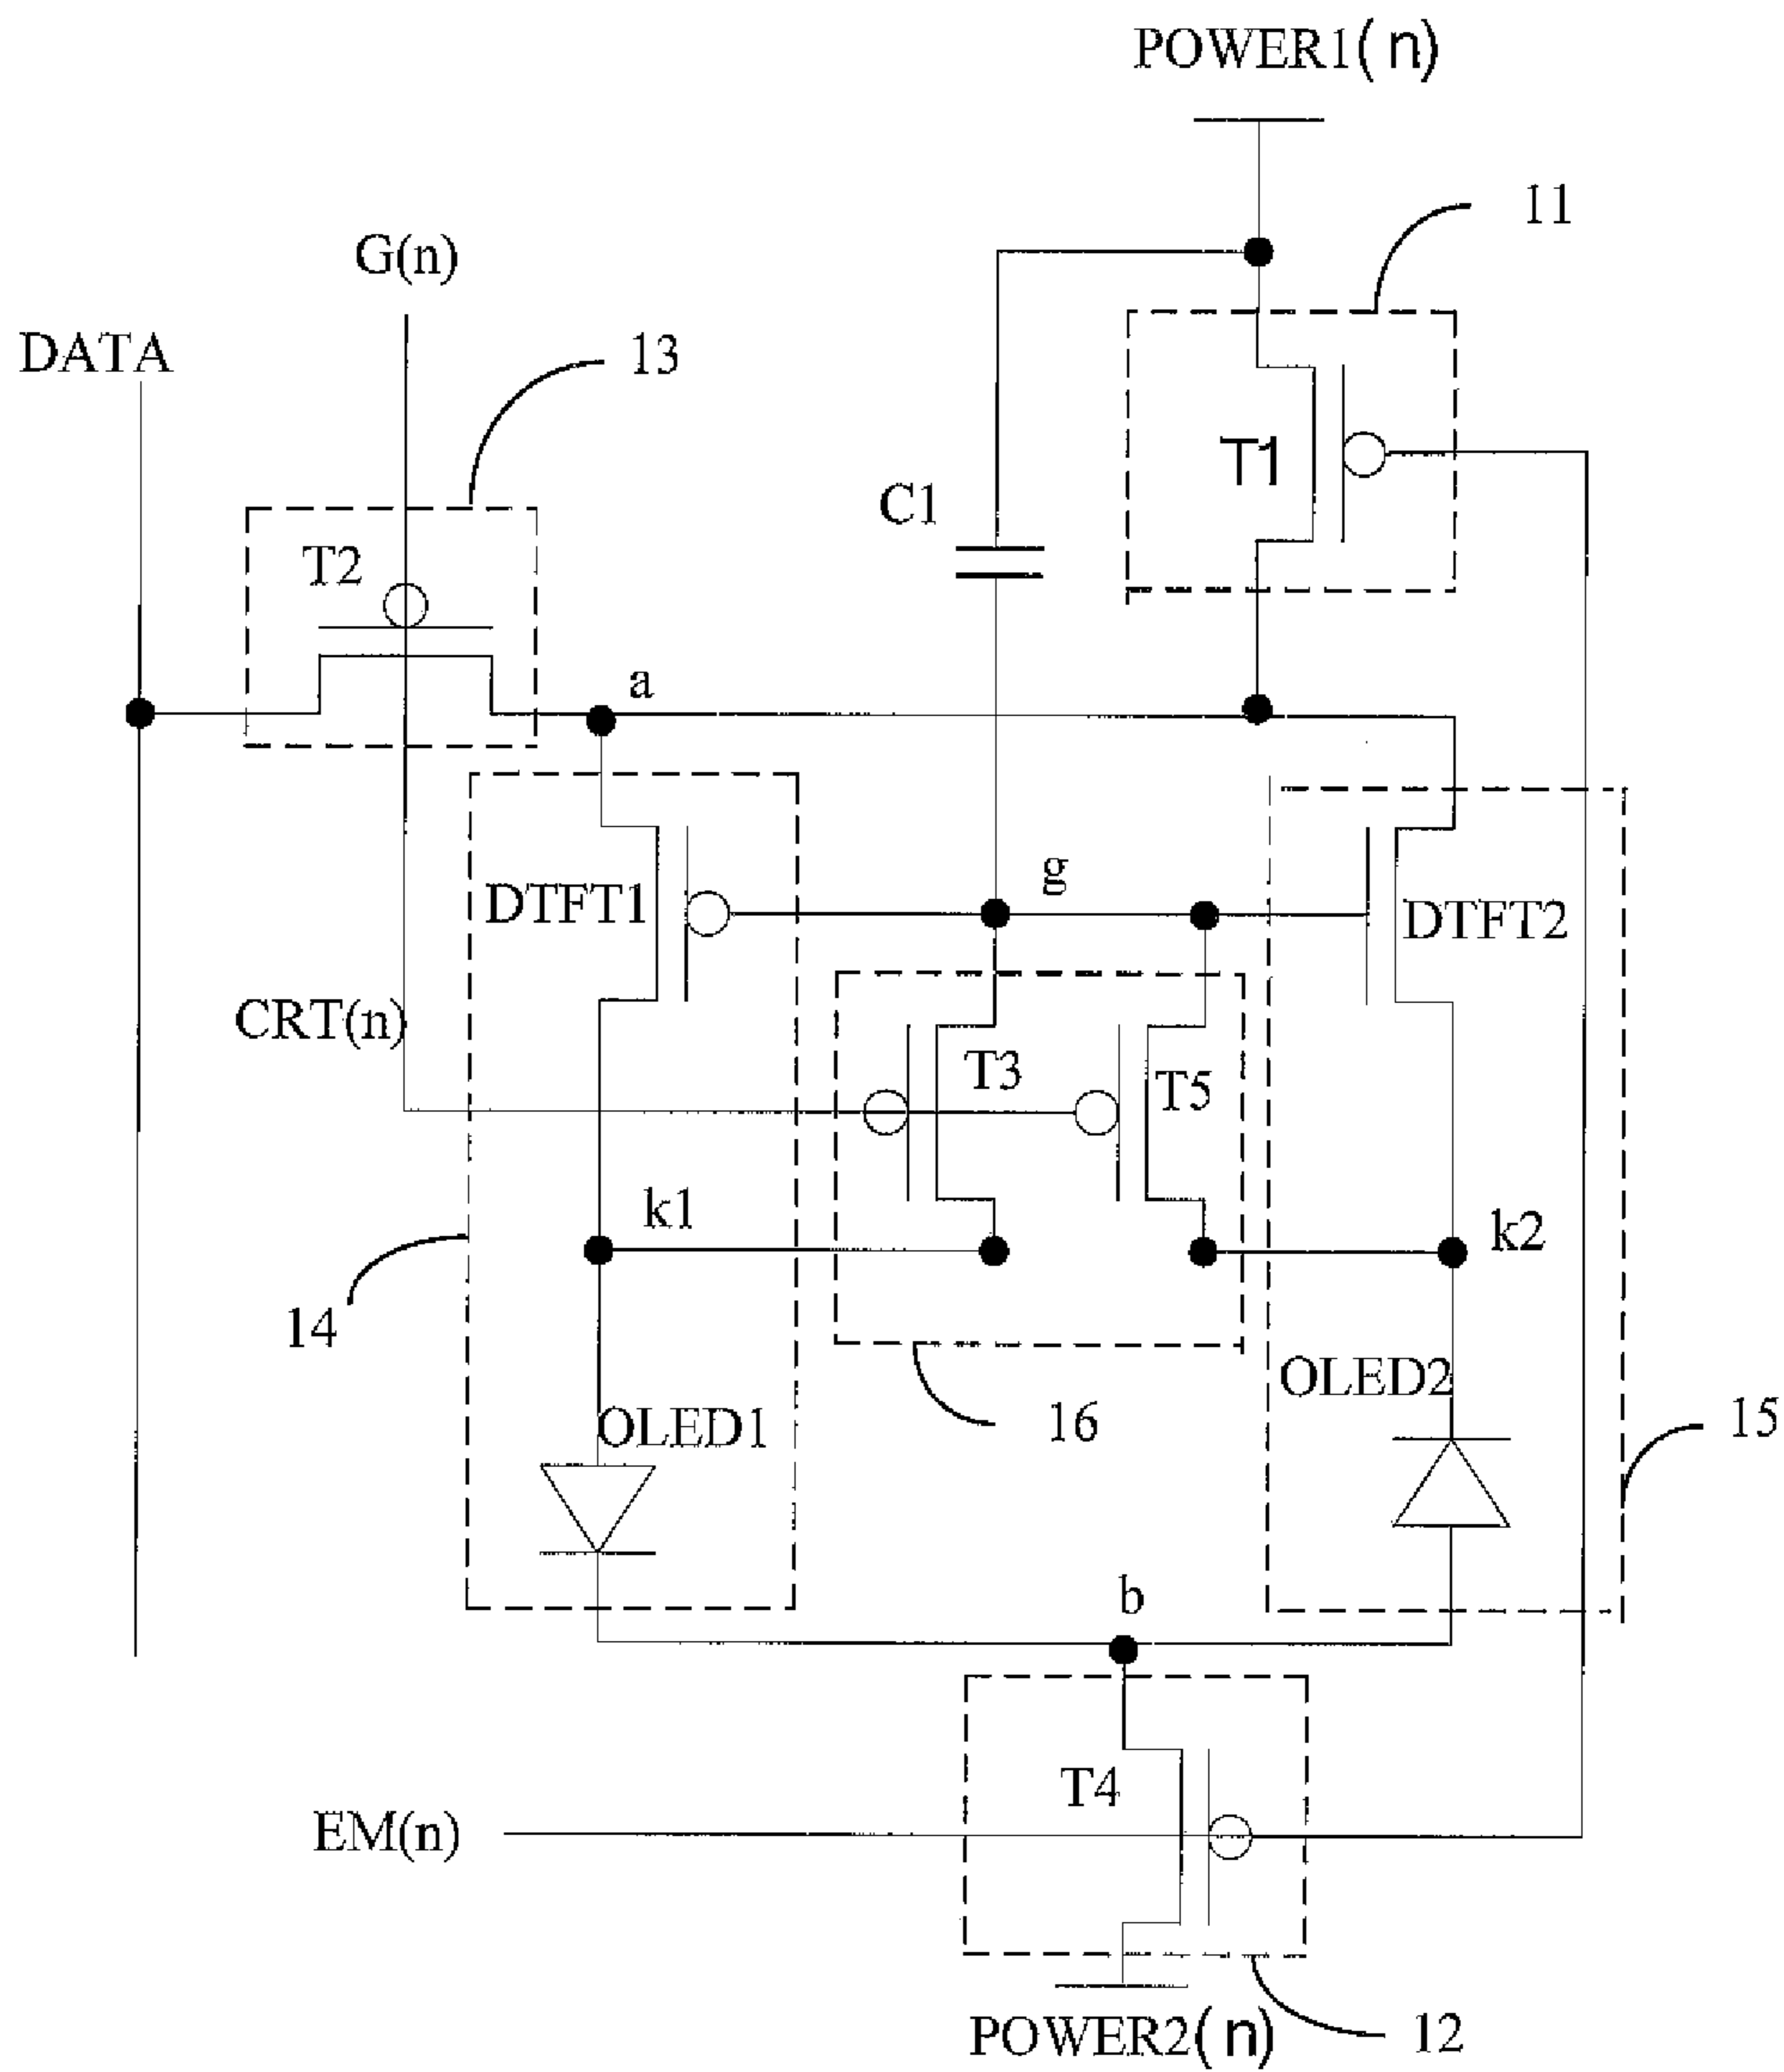 POWER1(n)
11
G(n)
DATA
13
T1
C1
T2
a
g
DTFT1
DTFT2
CRT(n)
T3
T5
k1
k2
14
OLED2
16
OLED1
15
b
T4
EM(n)
POWER2(n)
12